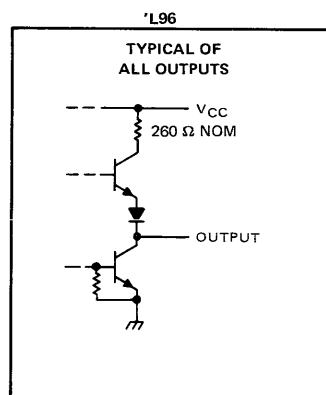 'L96
TYPICAL OF
ALL OUTPUTS
VCC
260 Ω NOM
OUTPUT